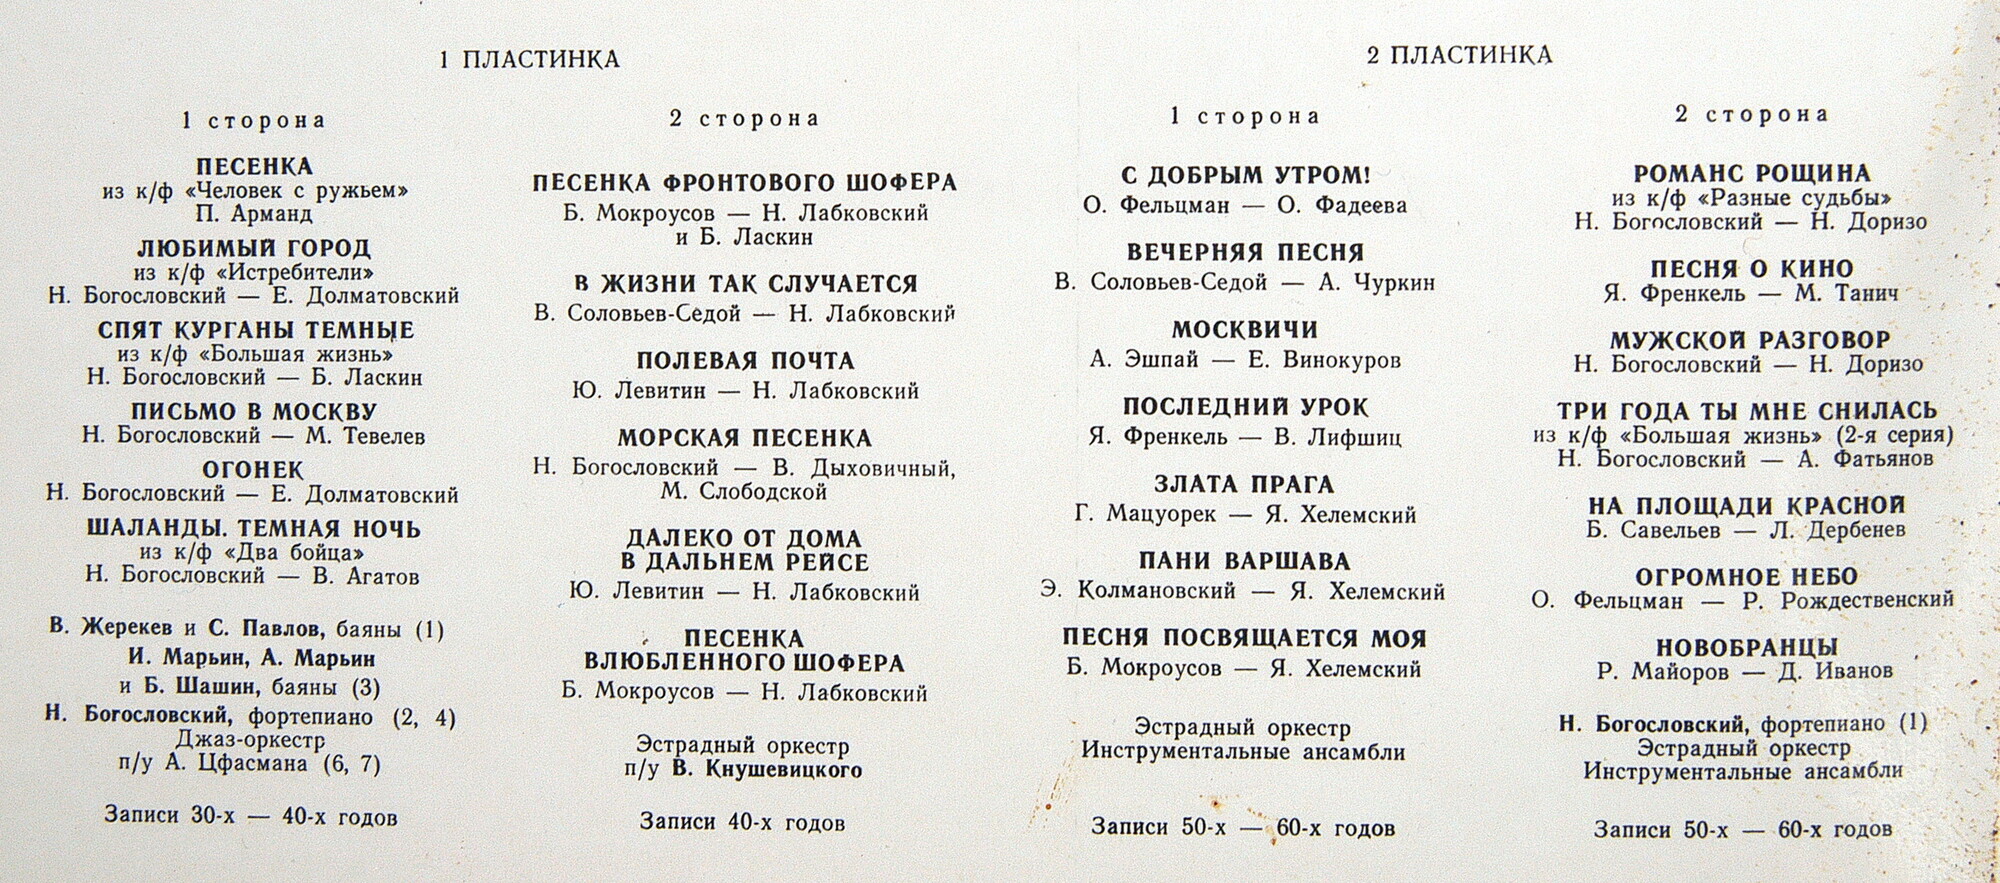 1 ПЛАСТИНКА
1 сторона
ПЕСЕНКА
из к/ф «Человек с ружьем»
П. Арманд
ЛЮБИМЫЙ ГОРОД
из к/ф «Истребители»
Н. Богословский — Е. Долматовский
СПЯТ КУРГАНЫ ТЕМНЫЕ
из к/ф «Большая жизнь»
Н. Богословский — Б. Ласкин
ПИСЬМО В МОСКВУ
Н. Богословский — М. Тевелев
ОГОНЕК
Н. Богословский — Е. Долматовский
ШАЛАНДЫ. ТЕМНАЯ НОЧЬ
из к/ф «Два бойца»
Н. Богословский — В. Агатов
В. Жерекев и С. Павлов, баяны (1)
И. Марьин, А. Марьин
и Б. Шашин, баяны (3)
Н. Богословский, фортепиано (2, 4)
Джаз-оркестр
п/у А. Цфасмана (6, 7)
Записи 30-х — 40-х годов
2 сторона
ПЕСЕНКА ФРОНТОВОГО ШОФЕРА
Б. Мокроусов — Н. Лабковский
и Б. Ласкин
В ЖИЗНИ ТАК СЛУЧАЕТСЯ
В. Соловьев-Седой — Н. Лабковский
ПОЛЕВАЯ ПОЧТА
Ю. Левитин — Н. Лабковский
МОРСКАЯ ПЕСЕНКА
Н. Богословский — В. Дыховичный,
М. Слободской
ДАЛЕКО ОТ ДОМА
В ДАЛЬНЕМ РЕЙСЕ
Ю. Левитин — Н. Лабковский
ПЕСЕНКА
ВЛЮБЛЕННОГО ШОФЕРА
Б. Мокроусов — Н. Лабковский
Эстрадный оркестр
п/у В. Кнушевицкого
Записи 40-х годов
2 ПЛАСТИНКА
1 сторона
С ДОБРЫМ УТРОМ!
О. Фельцман — О. Фадеева
ВЕЧЕРНЯЯ ПЕСНЯ
В. Соловьев-Седой — А. Чуркин
МОСКВИЧИ
А. Эшпай — Е. Винокуров
ПОСЛЕДНИЙ УРОК
Я. Френкель — В. Лифшиц
ЗЛАТА ПРАГА
Г. Мацуорек — Я. Хелемский
ПАНИ ВАРШАВА
Э. Колмановский — Я. Хелемский
ПЕСНЯ ПОСВЯЩАЕТСЯ МОЯ
Б. Мокроусов — Я. Хелемский
Эстрадный оркестр
Инструментальные ансамбли
Записи 50-х — 60-х годов
2 сторона
РОМАНС РОЩИНА
из к/ф «Разные судьбы»
Н. Богословский — Н. Доризо
ПЕСНЯ О КИНО
Я. Френкель — М. Танич
МУЖСКОЙ РАЗГОВОР
Н. Богословский — Н. Доризо
ТРИ ГОДА ТЫ МНЕ СНИЛАСЬ
из к/ф «Большая жизнь» (2-я серия)
Н. Богословский — А. Фатьянов
НА ПЛОЩАДИ КРАСНОЙ
Б. Савельев — Л. Дербенев
ОГРОМНОЕ НЕБО
О. Фельцман — Р. Рождественский
НОВОБРАНЦЫ
Р. Майоров — Д. Иванов
Н. Богословский, фортепиано (1)
Эстрадный оркестр
Инструментальные ансамбли
Записи 50-х — 60-х годов